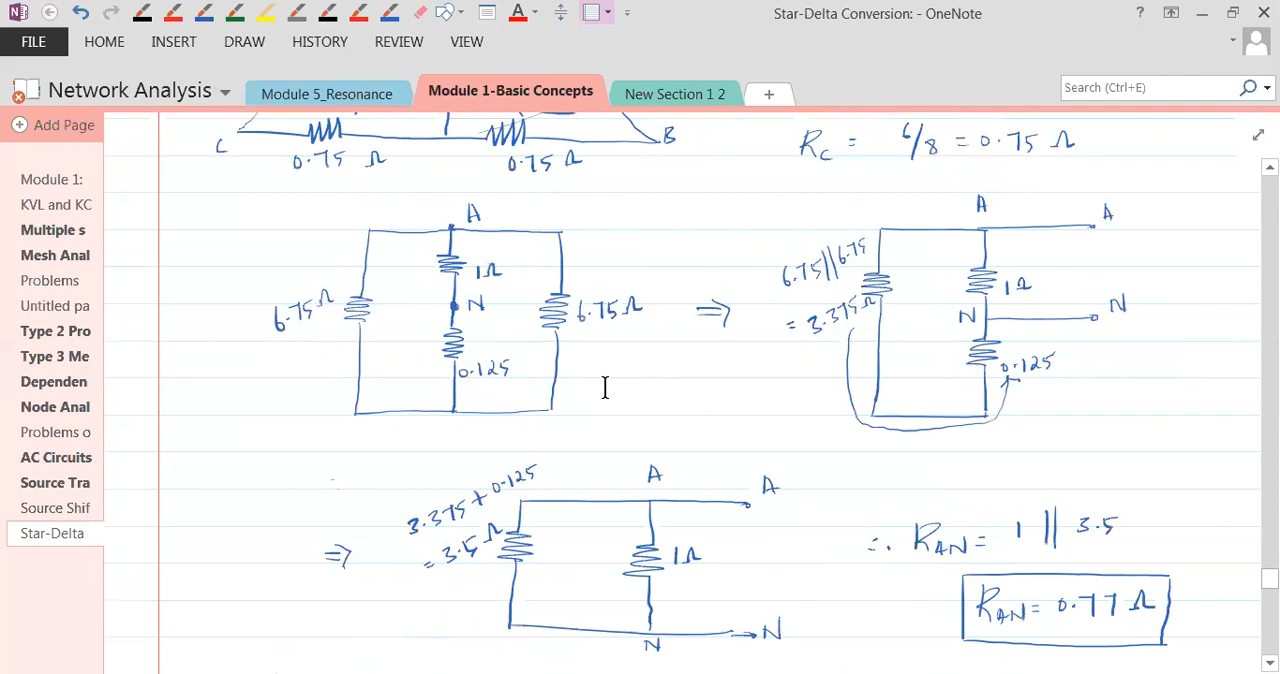 Star-Delta Conversion: - OneNote
FILE HOME INSERT DRAW HISTORY REVIEW VIEW
Network Analysis Module 5_Resonance Module 1-Basic Concepts New Section 1 2 +
Search (Ctrl+E)
Add Page
Module 1:
KVL and KC
Multiple s
Mesh Anal
Problems
Untitled pa
Type 2 Pro
Type 3 Me
Dependen
Node Anal
Problems o
AC Circuits
Source Tra
Source Shif
Star-Delta
C B
0.75 Ω 0.75 Ω
RC = 6/8 = 0.75 Ω
A
1Ω
6.75Ω N 6.75Ω
0.125
⇒
A A
6.75||6.75
= 3.375Ω
1Ω
N N
0.125
⇒
3.375 + 0.125
= 3.5Ω
A A
1Ω
N N
∴ RAN = 1 || 3.5
RAN = 0.77 Ω